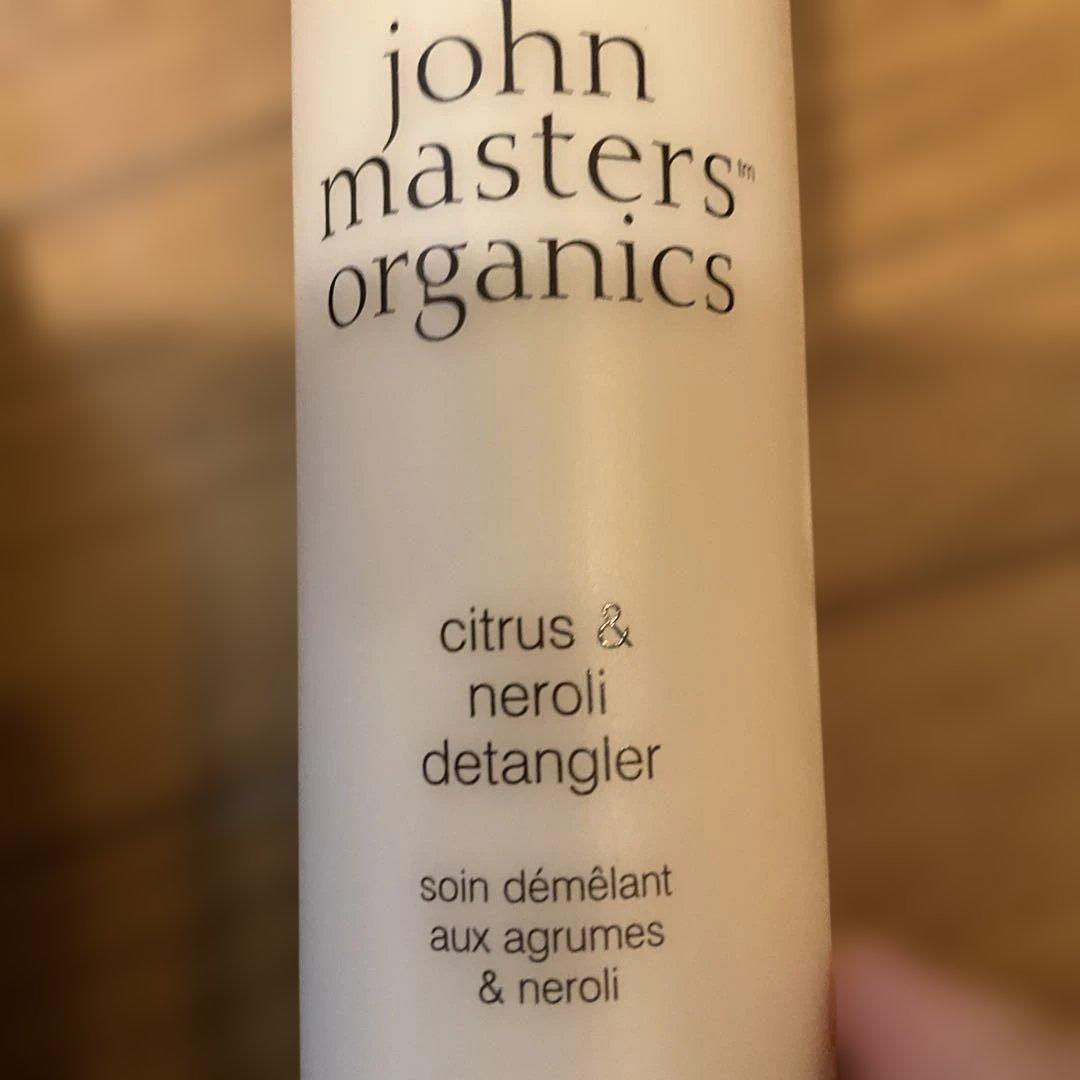 john
masters™
organics
citrus &
neroli
detangler
soin démêlant
aux agrumes
& neroli